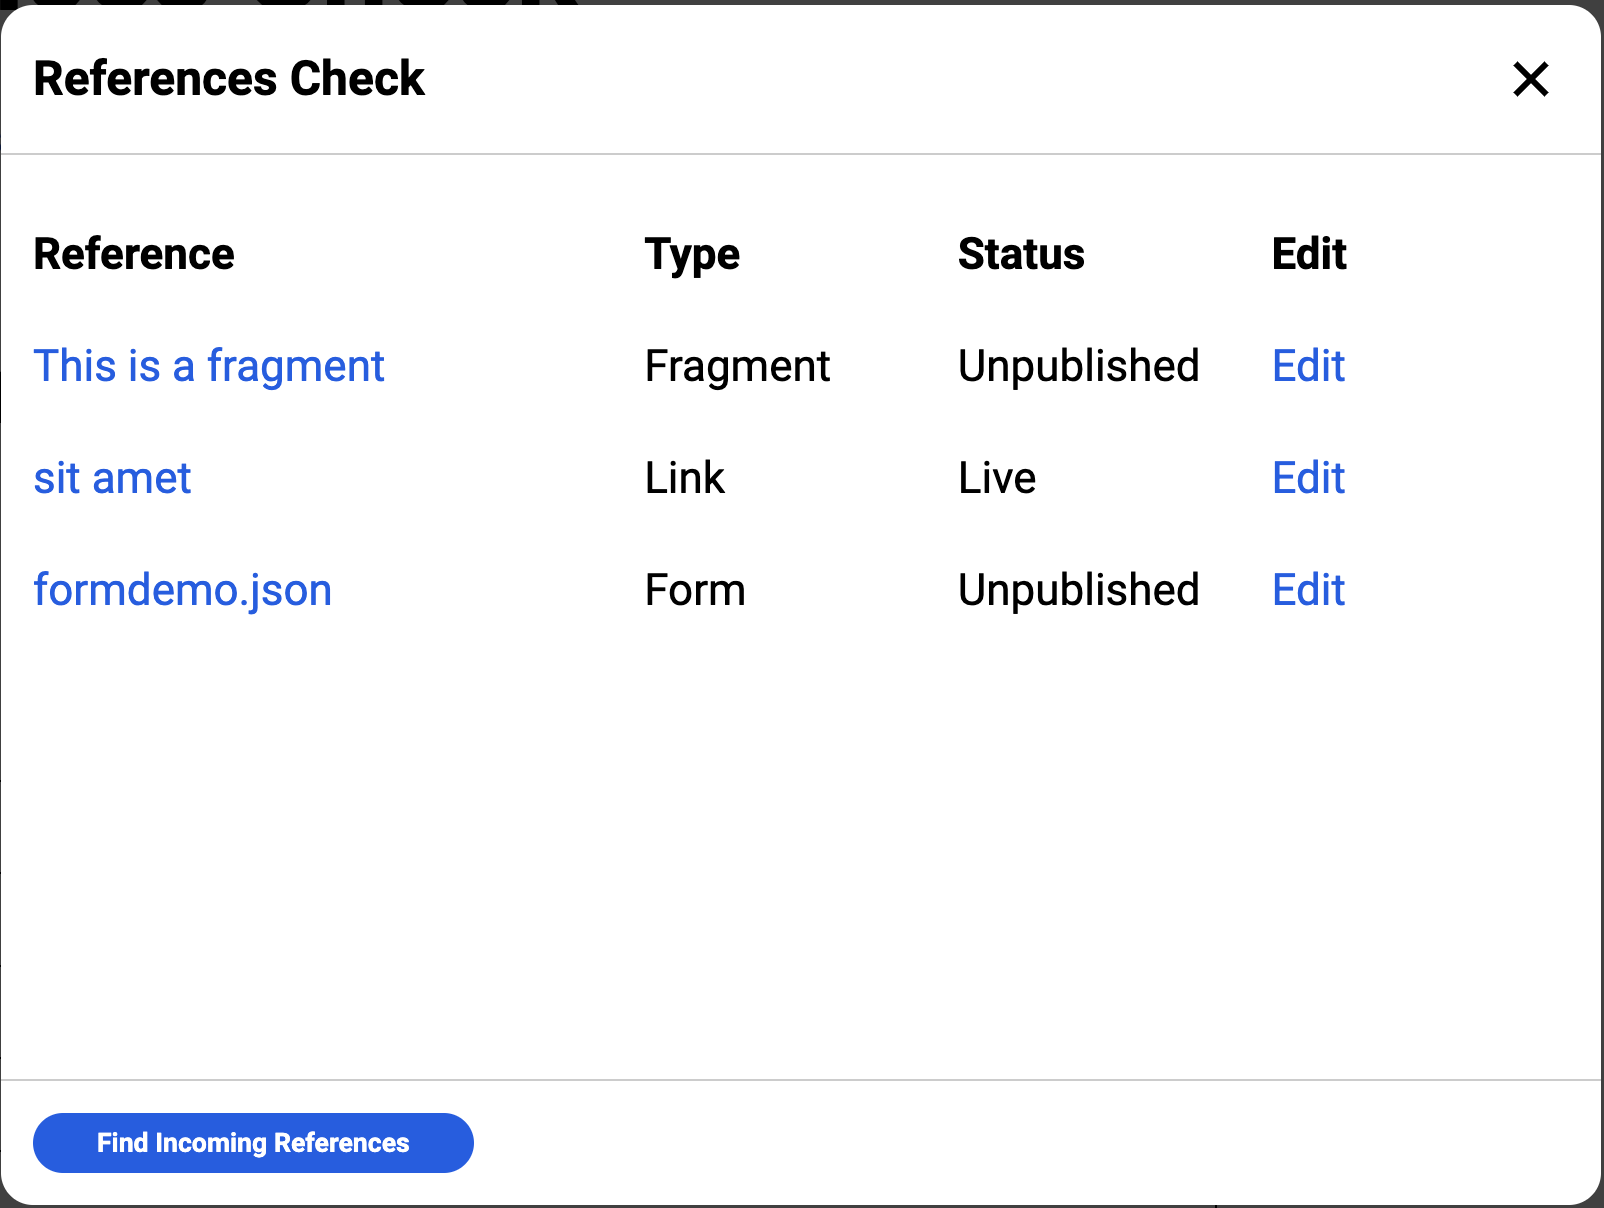 References Check
Reference Type Status Edit
This is a fragment Fragment Unpublished Edit
sit amet Link Live Edit
formdemo.json Form Unpublished Edit
Find Incoming References